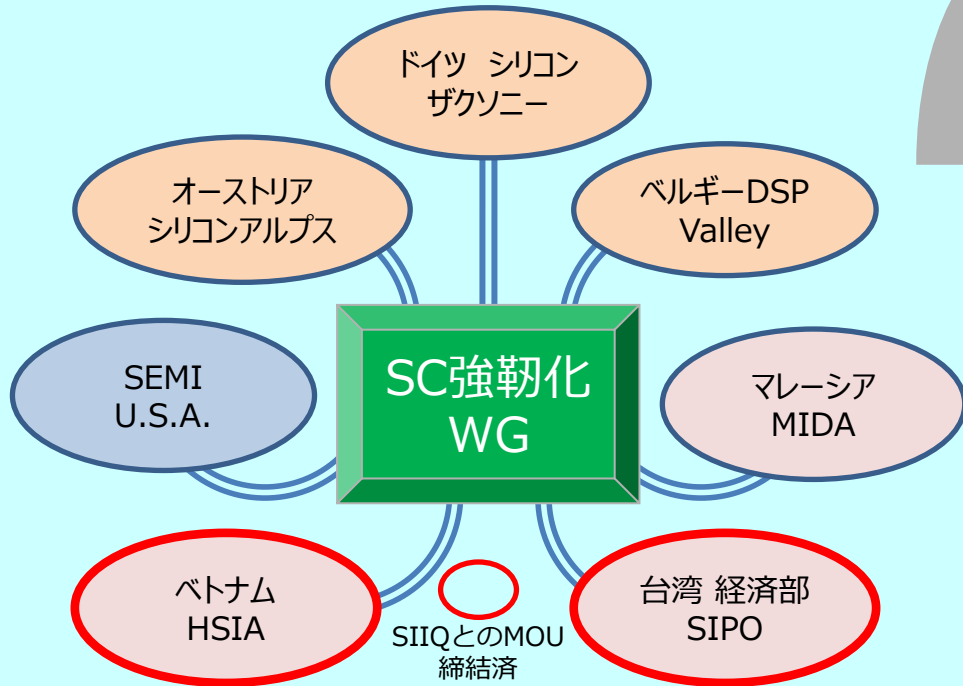 ドイツ シリコン
ザクソニー
オーストリア
シリコンアルプス
ベルギーDSP
Valley
SEMI
U.S.A.
SC強靭化
WG
マレーシア
MIDA
ベトナム
HSIA
SIIQとのMOU
締結済
台湾 経済部
SIPO